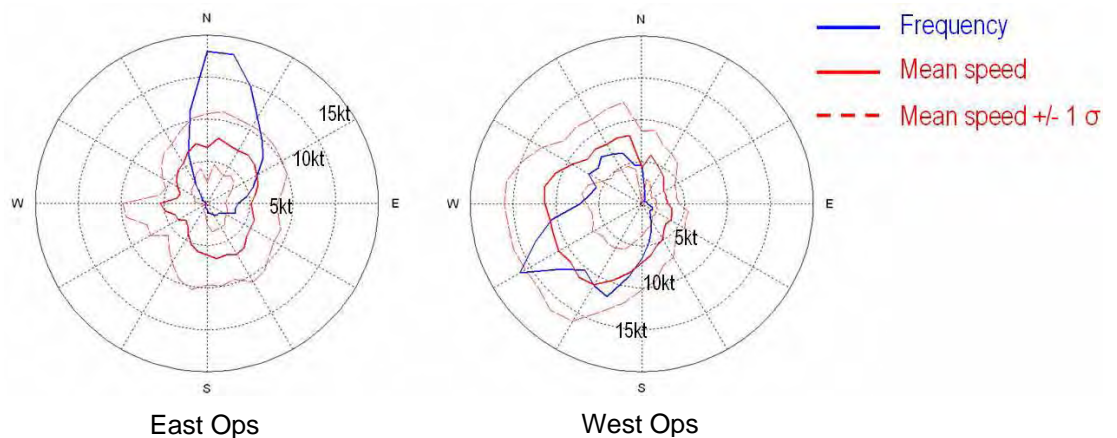 N
15kt
10kt
5kt
W
E
S
East Ops
N
W
E
5kt
10kt
15kt
S
West Ops
Frequency
Mean speed
Mean speed +/- 1 σ